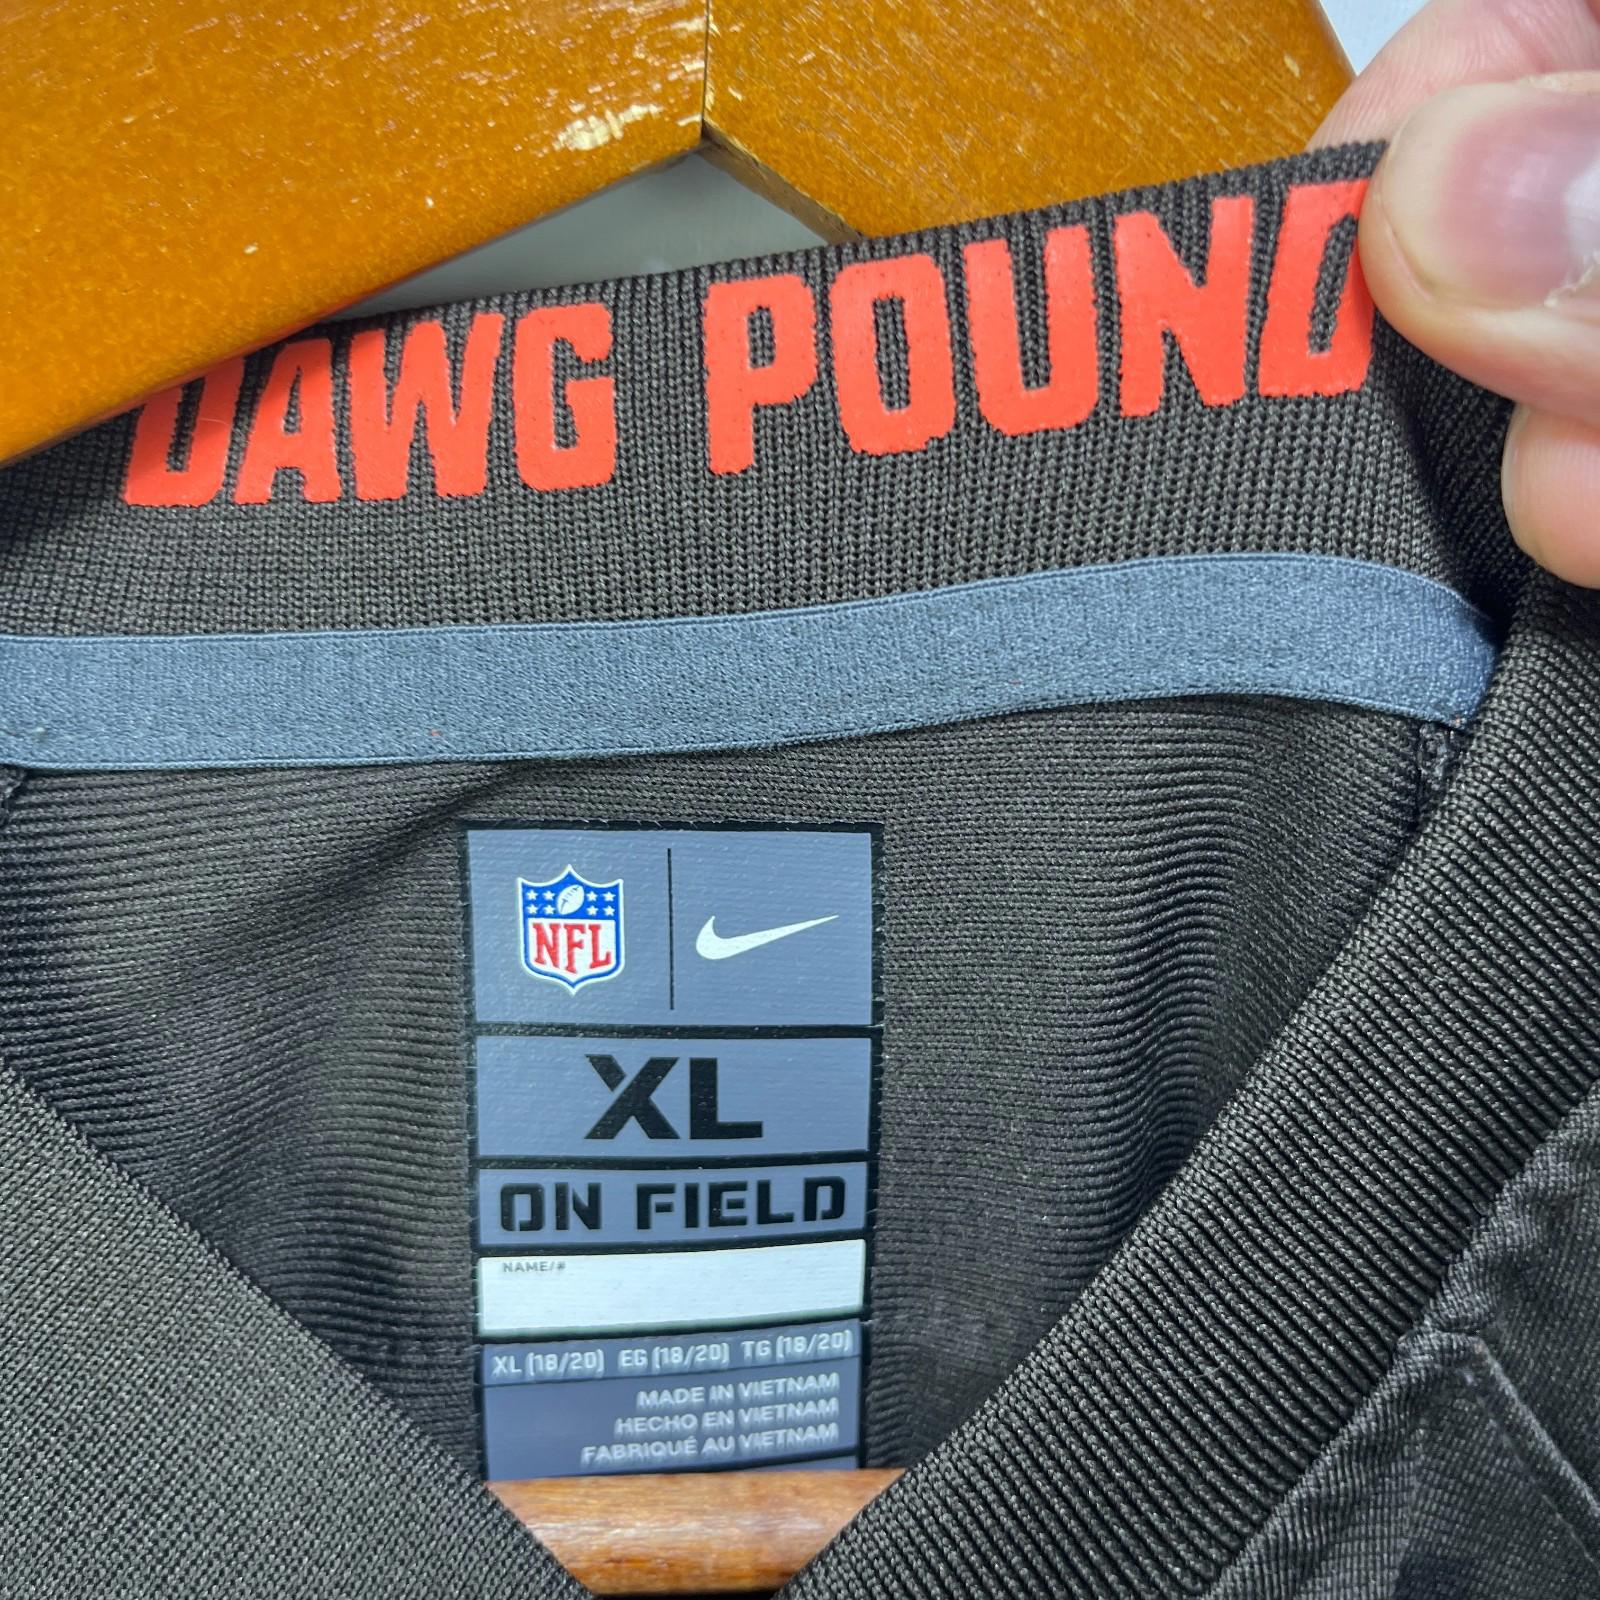 DAWG POUND
NFL
XL
ON FIELD
NAME/#
XL (18/20) EG (18/20) TG (18/20)
MADE IN VIETNAM
HECHO EN VIETNAM
FABRIQUÉ AU VIETNAM